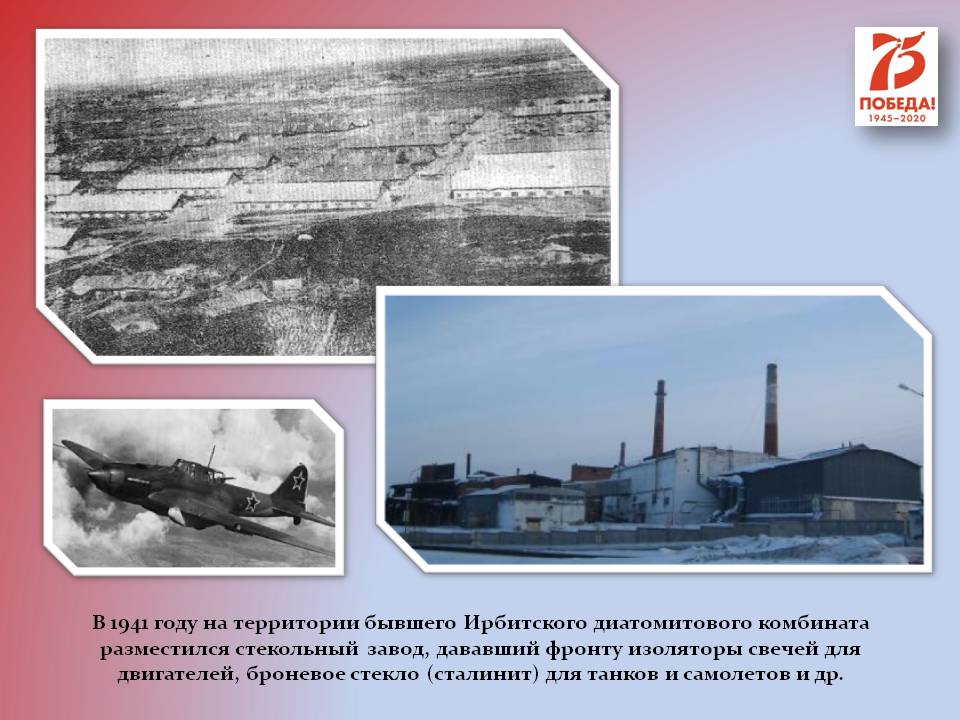 75
ПОБЕДА!
1945–2020
В 1941 году на территории бывшего Ирбитского диатомитового комбината
разместился стекольный завод, дававший фронту изоляторы свечей для
двигателей, броневое стекло (сталинит) для танков и самолетов и др.